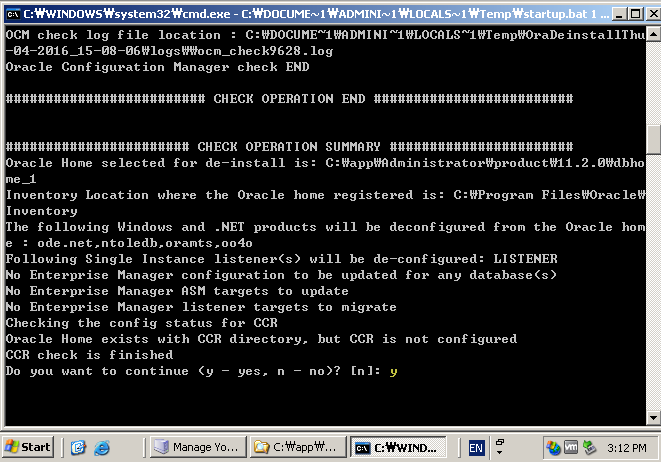 C:₩WINDOWS₩system32₩cmd.exe - C:₩DOCUME~1₩ADMINI~1₩LOCALS~1₩Temp₩startup.bat 1 ...
OCM check log file location : C:₩DOCUME~1₩ADMINI~1₩LOCALS~1₩Temp₩OraDeinstallThu
-04-2016_15-08-06₩logs₩₩ocm_check9628.log
Oracle Configuration Manager check END
######################### CHECK OPERATION END #########################
####################### CHECK OPERATION SUMMARY #######################
Oracle Home selected for de-install is: C:₩app₩Administrator₩product₩11.2.0₩dbho
me_1
Inventory Location where the Oracle home registered is: C:₩Program Files₩Oracle₩
Inventory
The following Windows and .NET products will be deconfigured from the Oracle hom
e : ode.net,ntoledb,oramts,oo4o
Following Single Instance listener(s) will be de-configured: LISTENER
No Enterprise Manager configuration to be updated for any database(s)
No Enterprise Manager ASM targets to update
No Enterprise Manager listener targets to migrate
Checking the config status for CCR
Oracle Home exists with CCR directory, but CCR is not configured
CCR check is finished
Do you want to continue (y - yes, n - no)? [n]: y
Start
Manage Yo...
C:₩app₩...
C:₩WIND...
EN
vm
3:12 PM